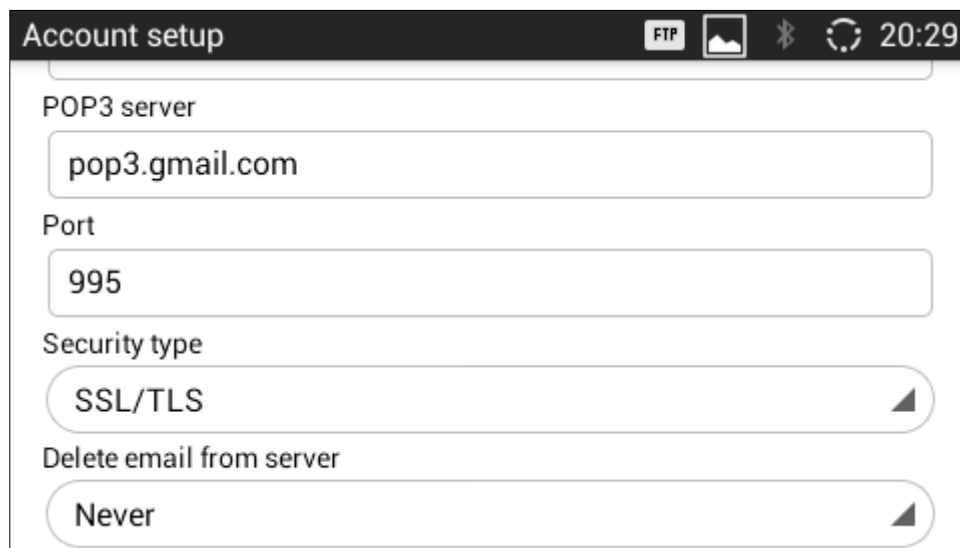 Account setup FTP 20:29
POP3 server
pop3.gmail.com
Port
995
Security type
SSL/TLS
Delete email from server
Never